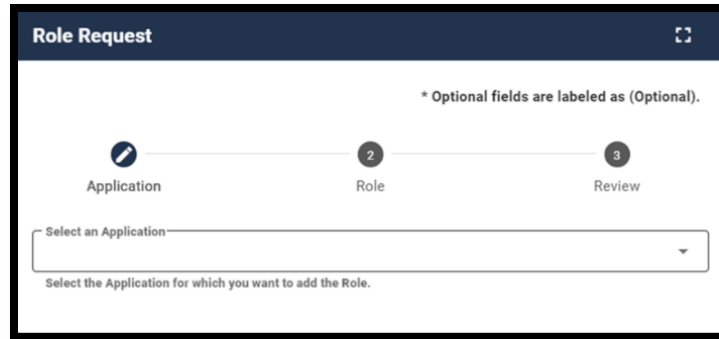 Role Request
* Optional fields are labeled as (Optional).
2
3
Application
Role
Review
Select an Application
Select the Application for which you want to add the Role.